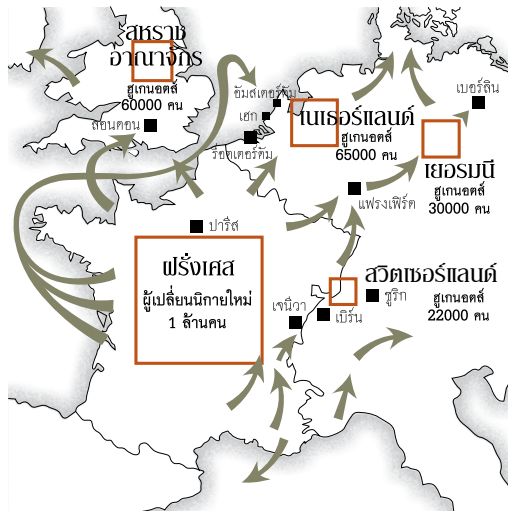 สหราช
อาณาจักร
ฮูเกนอตส์
60000 คน
ลอนดอน
อัมสเตอร์ดัม
เฮก
ร็อตเตอร์ดัม
เนเธอร์แลนด์
ฮูเกนอตส์
65000 คน
เบอร์ลิน
เยอรมนี
ฮูเกนอตส์
30000 คน
แฟรงเฟิร์ต
ปารีส
ฝรั่งเศส
ผู้เปลี่ยนนิกายใหม่
1 ล้านคน
สวิตเซอร์แลนด์
ฮูเกนอตส์
22000 คน
ซูริก
เจนีวา
เบิร์น